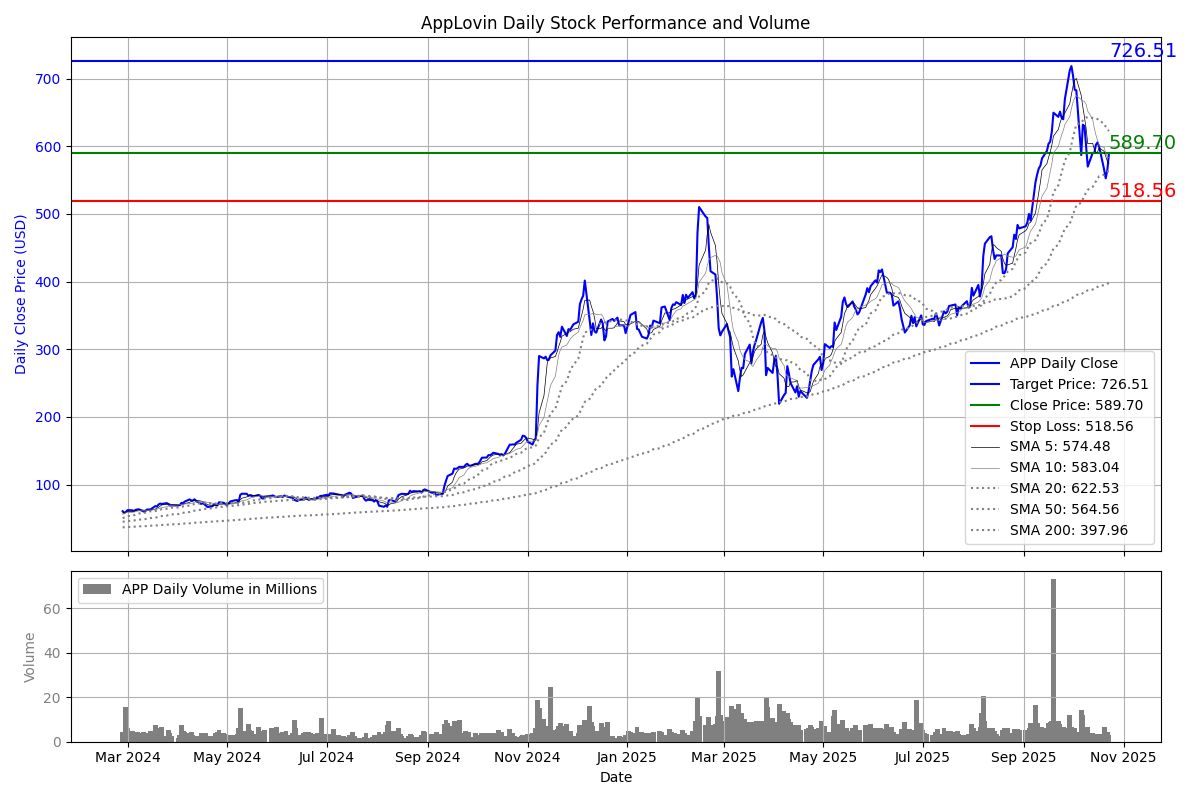 AppLovin Daily Stock Performance and Volume
726.51
589.70
518.56
Daily Close Price (USD)
700
600
500
400
300
200
100
APP Daily Close
Target Price: 726.51
Close Price: 589.70
Stop Loss: 518.56
SMA 5: 574.48
SMA 10: 583.04
SMA 20: 622.53
SMA 50: 564.56
SMA 200: 397.96
APP Daily Volume in Millions
Volume
60
40
20
0
Mar 2024 May 2024 Jul 2024 Sep 2024 Nov 2024 Jan 2025 Mar 2025 May 2025 Jul 2025 Sep 2025 Nov 2025
Date